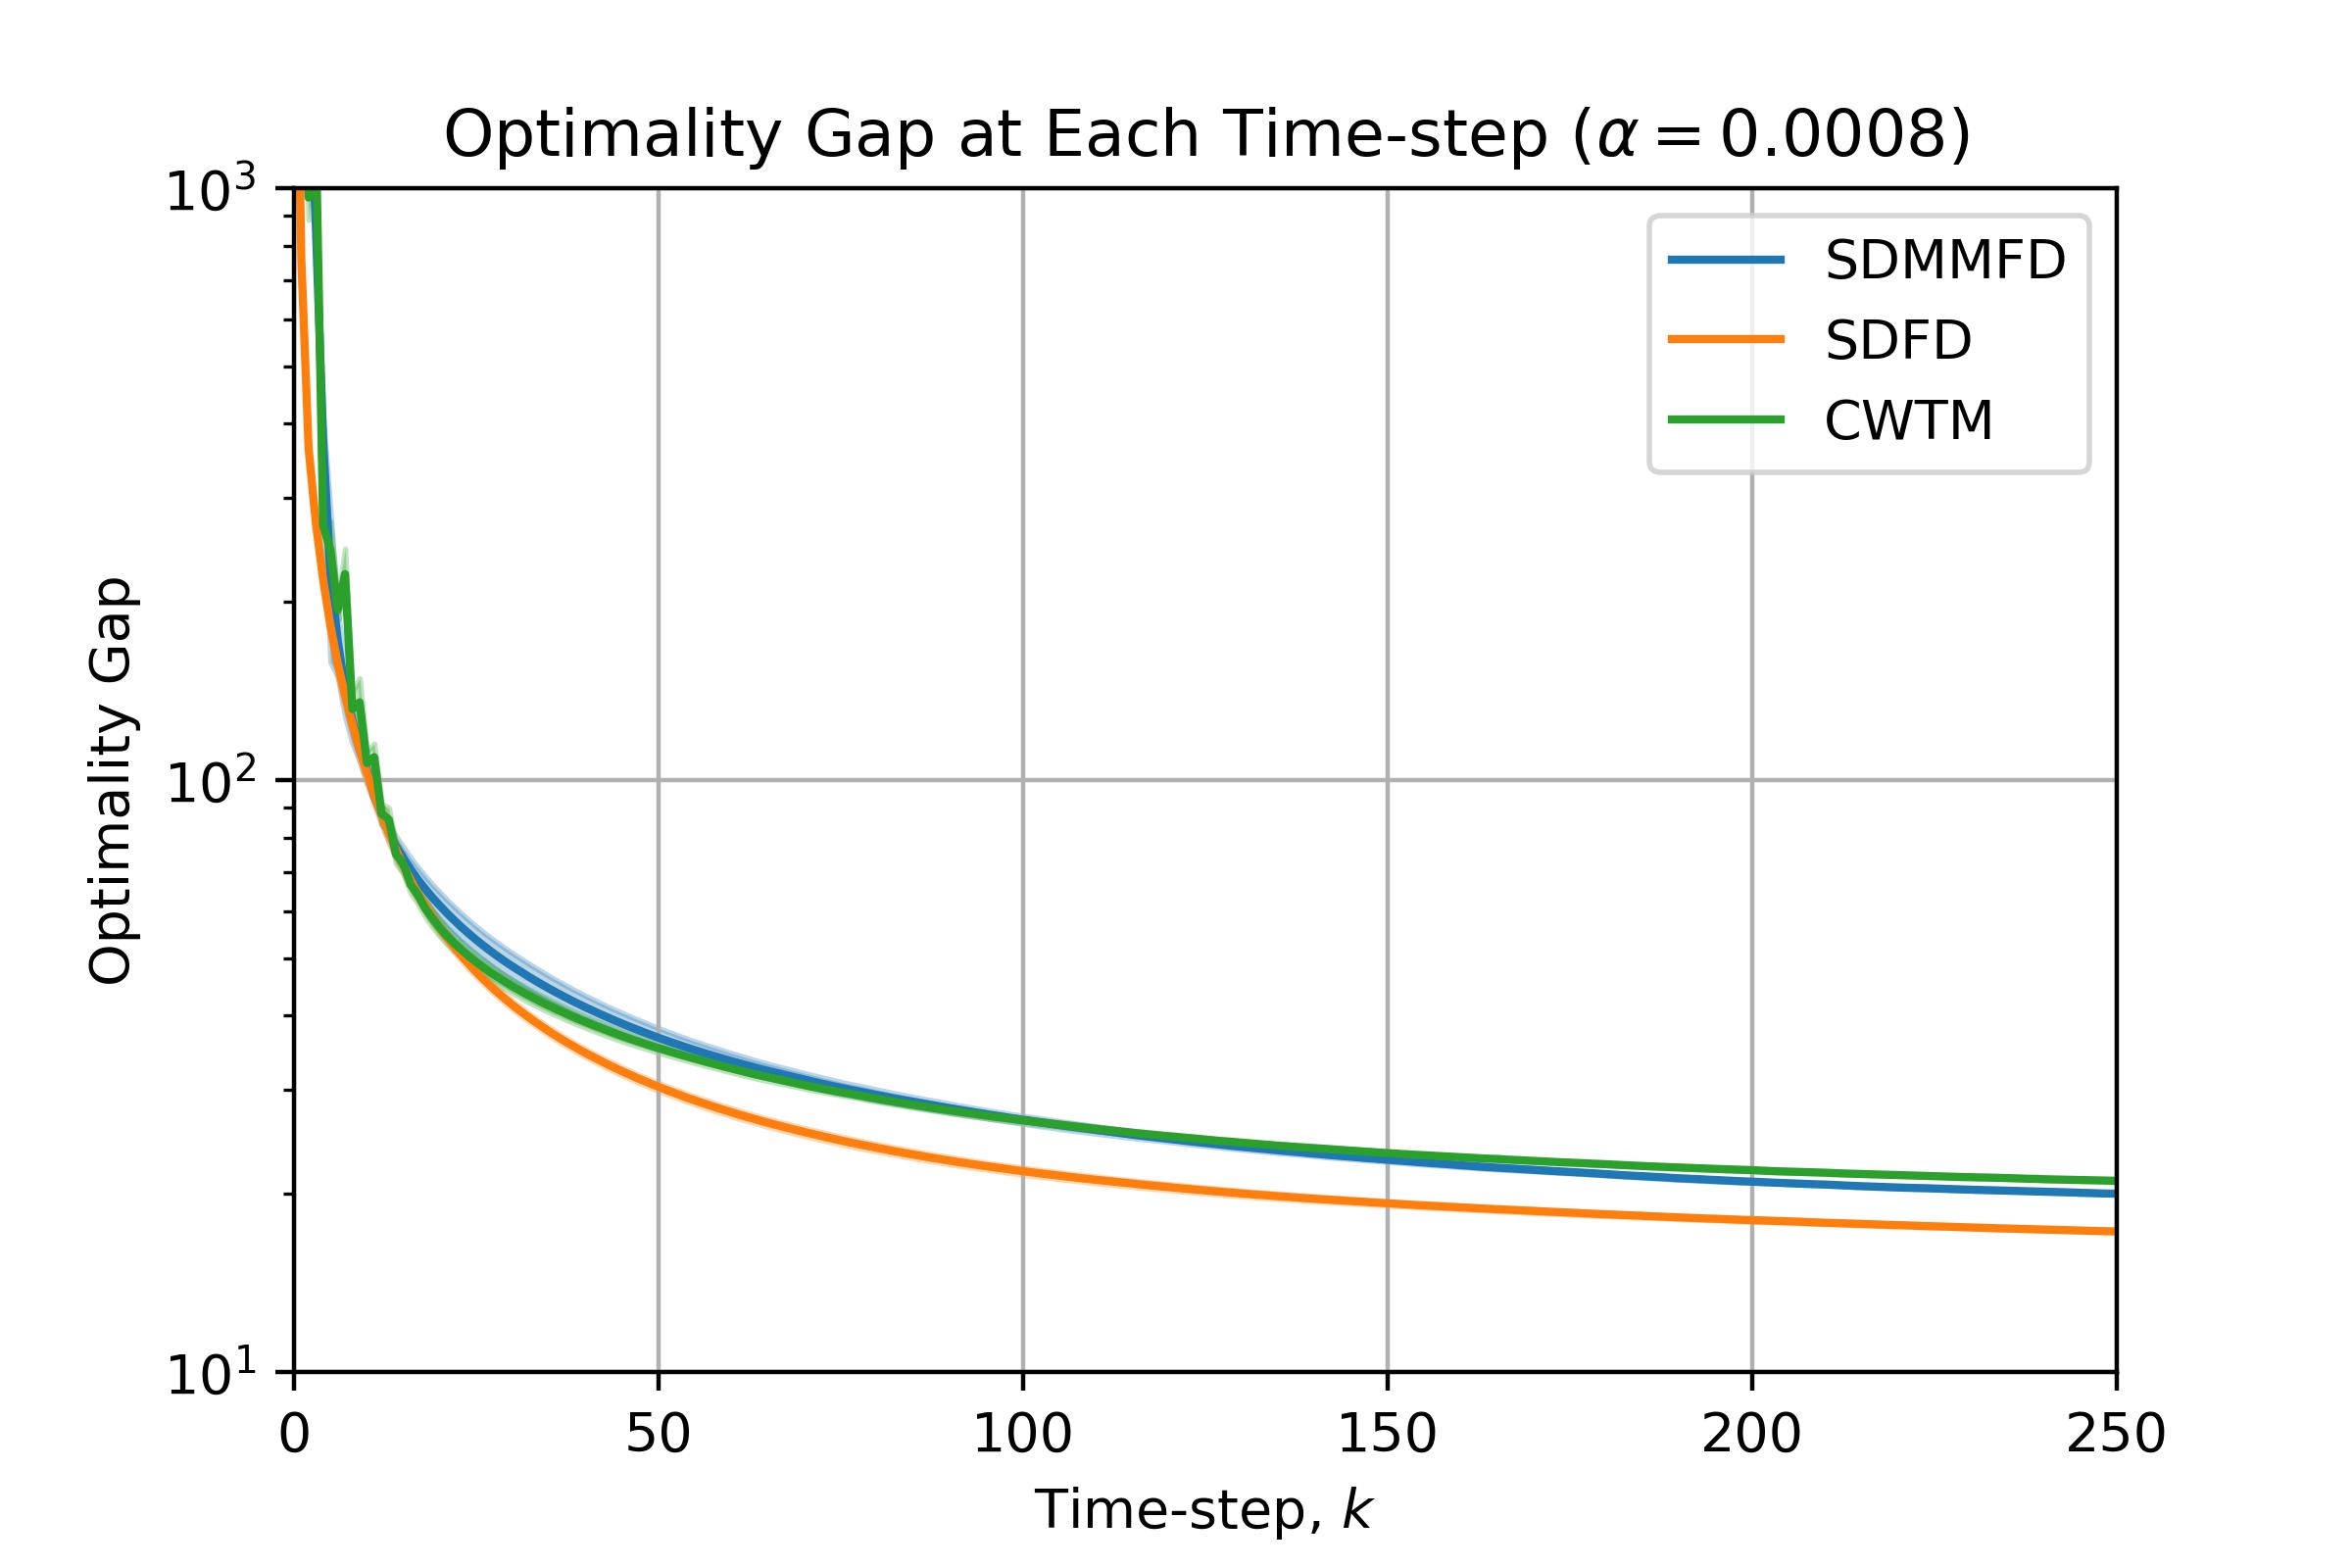 Optimality Gap at Each Time-step (α = 0.0008)
10³
10²
10¹
Optimality Gap
SDMMFD
SDFD
CWTM
0 50 100 150 200 250
Time-step, k